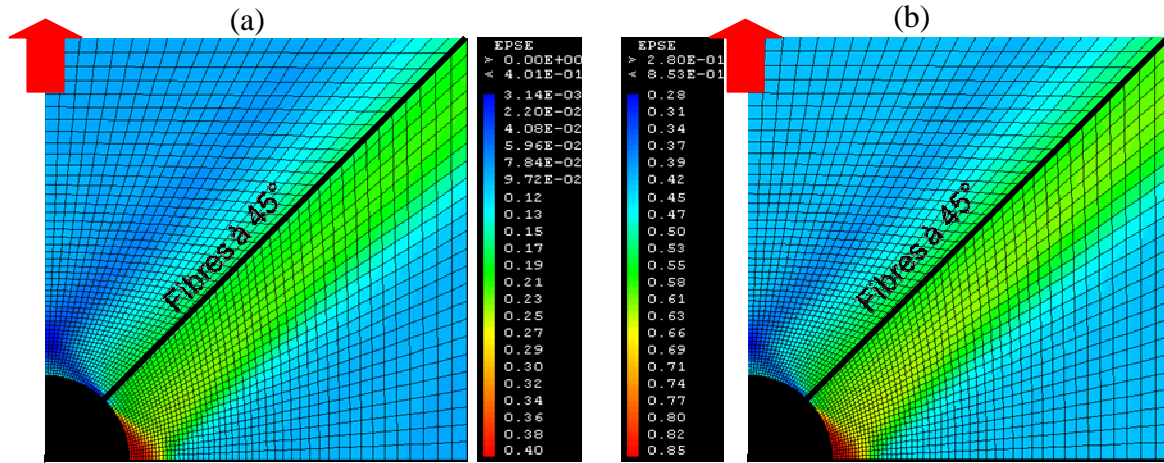 (a)
(b)
Fibres à 45°
EPSE
> 0.00E+00
< 4.01E-01
3.14E-03
2.20E-02
4.08E-02
5.96E-02
7.84E-02
9.72E-02
0.12
0.13
0.15
0.17
0.19
0.21
0.23
0.25
0.27
0.29
0.30
0.32
0.34
0.36
0.38
0.40
EPSE
> 2.80E-01
< 8.53E-01
0.28
0.31
0.34
0.37
0.39
0.42
0.45
0.47
0.50
0.53
0.55
0.58
0.61
0.63
0.66
0.69
0.71
0.74
0.77
0.80
0.82
0.85
Fibres à 45°